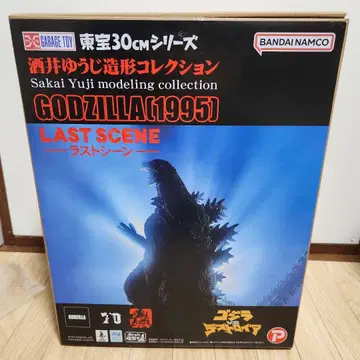 GARAGE TOY 東宝30cmシリーズ
BANDAI NAMCO
酒井ゆうじ造形コレクション
Sakai Yuji modeling collection
GODZILLA(1995)
LAST SCENE
ラストシーン
GODZILLA
ゴジラ
VS
デストロイア